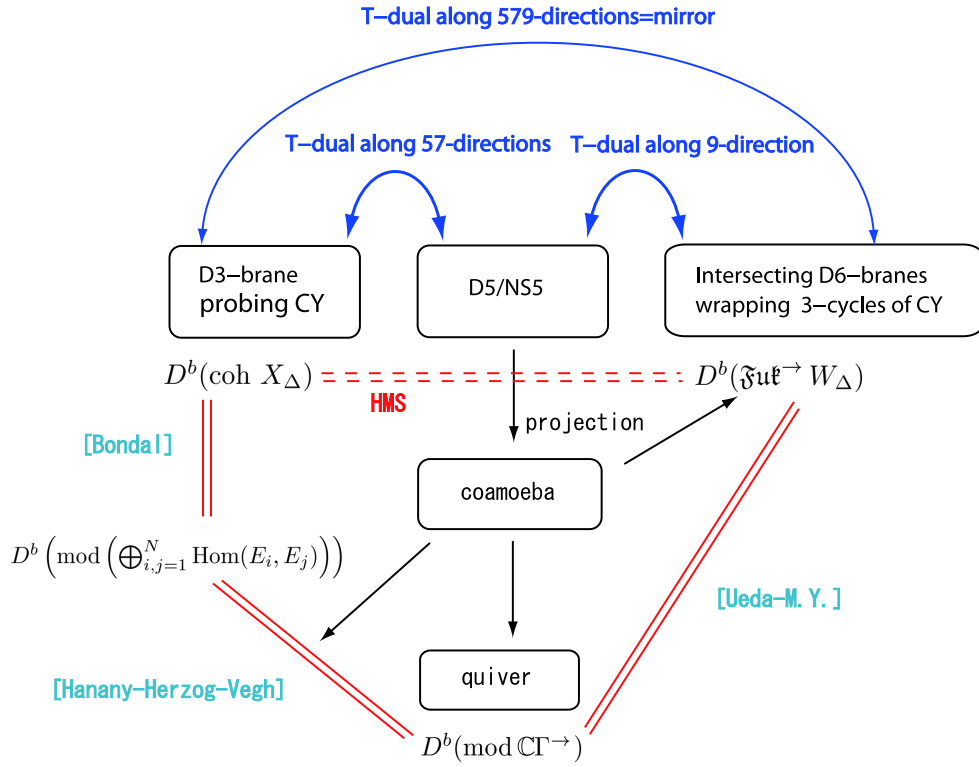 T-dual along 579-directions=mirror
T-dual along 57-directions
T-dual along 9-direction
D3-brane
probing CY
D5/NS5
Intersecting D6-branes
wrapping 3-cycles of CY
D^b(coh X_Δ)
HMS
D^b(𝔉𝔲𝔨^→ W_Δ)
projection
[Bondal]
coamoeba
D^b(mod(⊕_{i,j=1}^N Hom(E_i, E_j)))
[Ueda-M.Y.]
[Hanany-Herzog-Vegh]
quiver
D^b(mod ℂΓ^→)